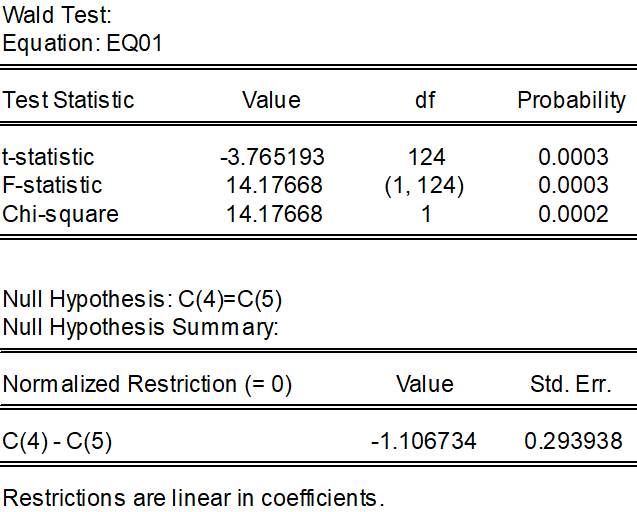 Wald Test:
Equation: EQ01
Test Statistic Value df Probability
t-statistic -3.765193 124 0.0003
F-statistic 14.17668 (1, 124) 0.0003
Chi-square 14.17668 1 0.0002
Null Hypothesis: C(4)=C(5)
Null Hypothesis Summary:
Normalized Restriction (= 0) Value Std. Err.
C(4) - C(5) -1.106734 0.293938
Restrictions are linear in coefficients.